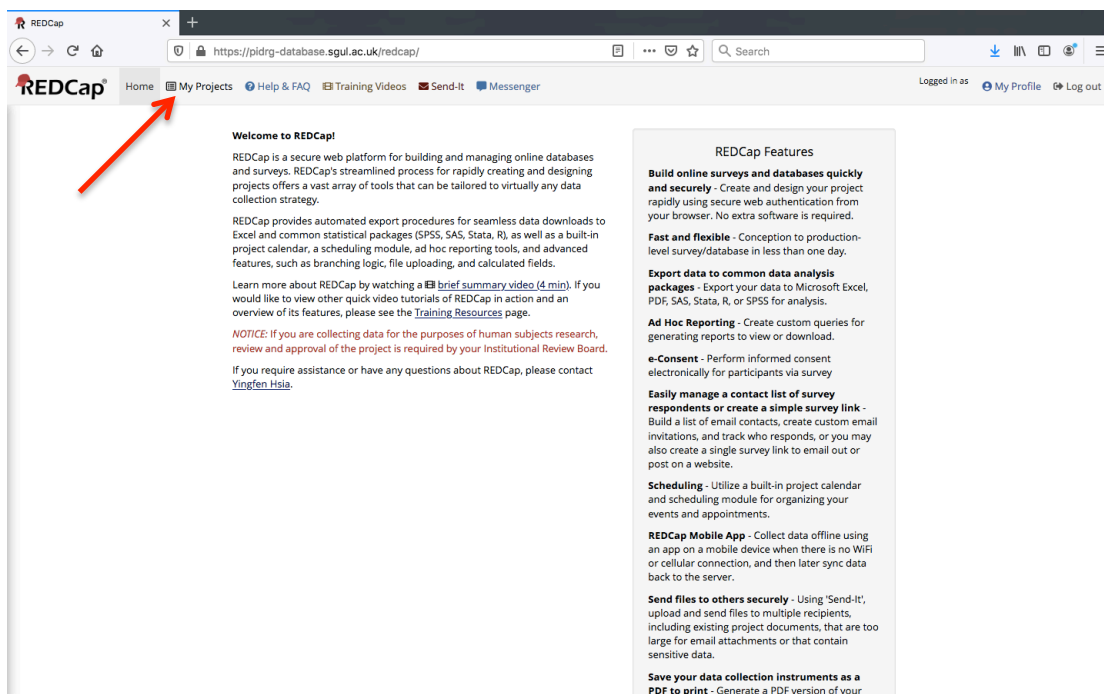 REDCap
https://pidrg-database.sgul.ac.uk/redcap/
Search
REDCap®
Home My Projects Help & FAQ Training Videos Send-It Messenger
Logged in as My Profile Log out
Welcome to REDCap!
REDCap is a secure web platform for building and managing online databases
and surveys. REDCap's streamlined process for rapidly creating and designing
projects offers a vast array of tools that can be tailored to virtually any data
collection strategy.
REDCap provides automated export procedures for seamless data downloads to
Excel and common statistical packages (SPSS, SAS, Stata, R), as well as a built-in
project calendar, a scheduling module, ad hoc reporting tools, and advanced
features, such as branching logic, file uploading, and calculated fields.
Learn more about REDCap by watching a brief summary video (4 min). If you
would like to view other quick video tutorials of REDCap in action and an
overview of its features, please see the Training Resources page.
NOTICE: If you are collecting data for the purposes of human subjects research,
review and approval of the project is required by your Institutional Review Board.
If you require assistance or have any questions about REDCap, please contact
Yingfen Hsia.
REDCap Features
Build online surveys and databases quickly
and securely - Create and design your project
rapidly using secure web authentication from
your browser. No extra software is required.
Fast and flexible - Conception to production-
level survey/database in less than one day.
Export data to common data analysis
packages - Export your data to Microsoft Excel,
PDF, SAS, Stata, R, or SPSS for analysis.
Ad Hoc Reporting - Create custom queries for
generating reports to view or download.
e-Consent - Perform informed consent
electronically for participants via survey
Easily manage a contact list of survey
respondents or create a simple survey link -
Build a list of email contacts, create custom email
invitations, and track who responds, or you may
also create a single survey link to email out or
post on a website.
Scheduling - Utilize a built-in project calendar
and scheduling module for organizing your
events and appointments.
REDCap Mobile App - Collect data offline using
an app on a mobile device when there is no WiFi
or cellular connection, and then later sync data
back to the server.
Send files to others securely - Using 'Send-It',
upload and send files to multiple recipients,
including existing project documents, that are too
large for email attachments or that contain
sensitive data.
Save your data collection instruments as a
PDF to print - Generate a PDF version of your